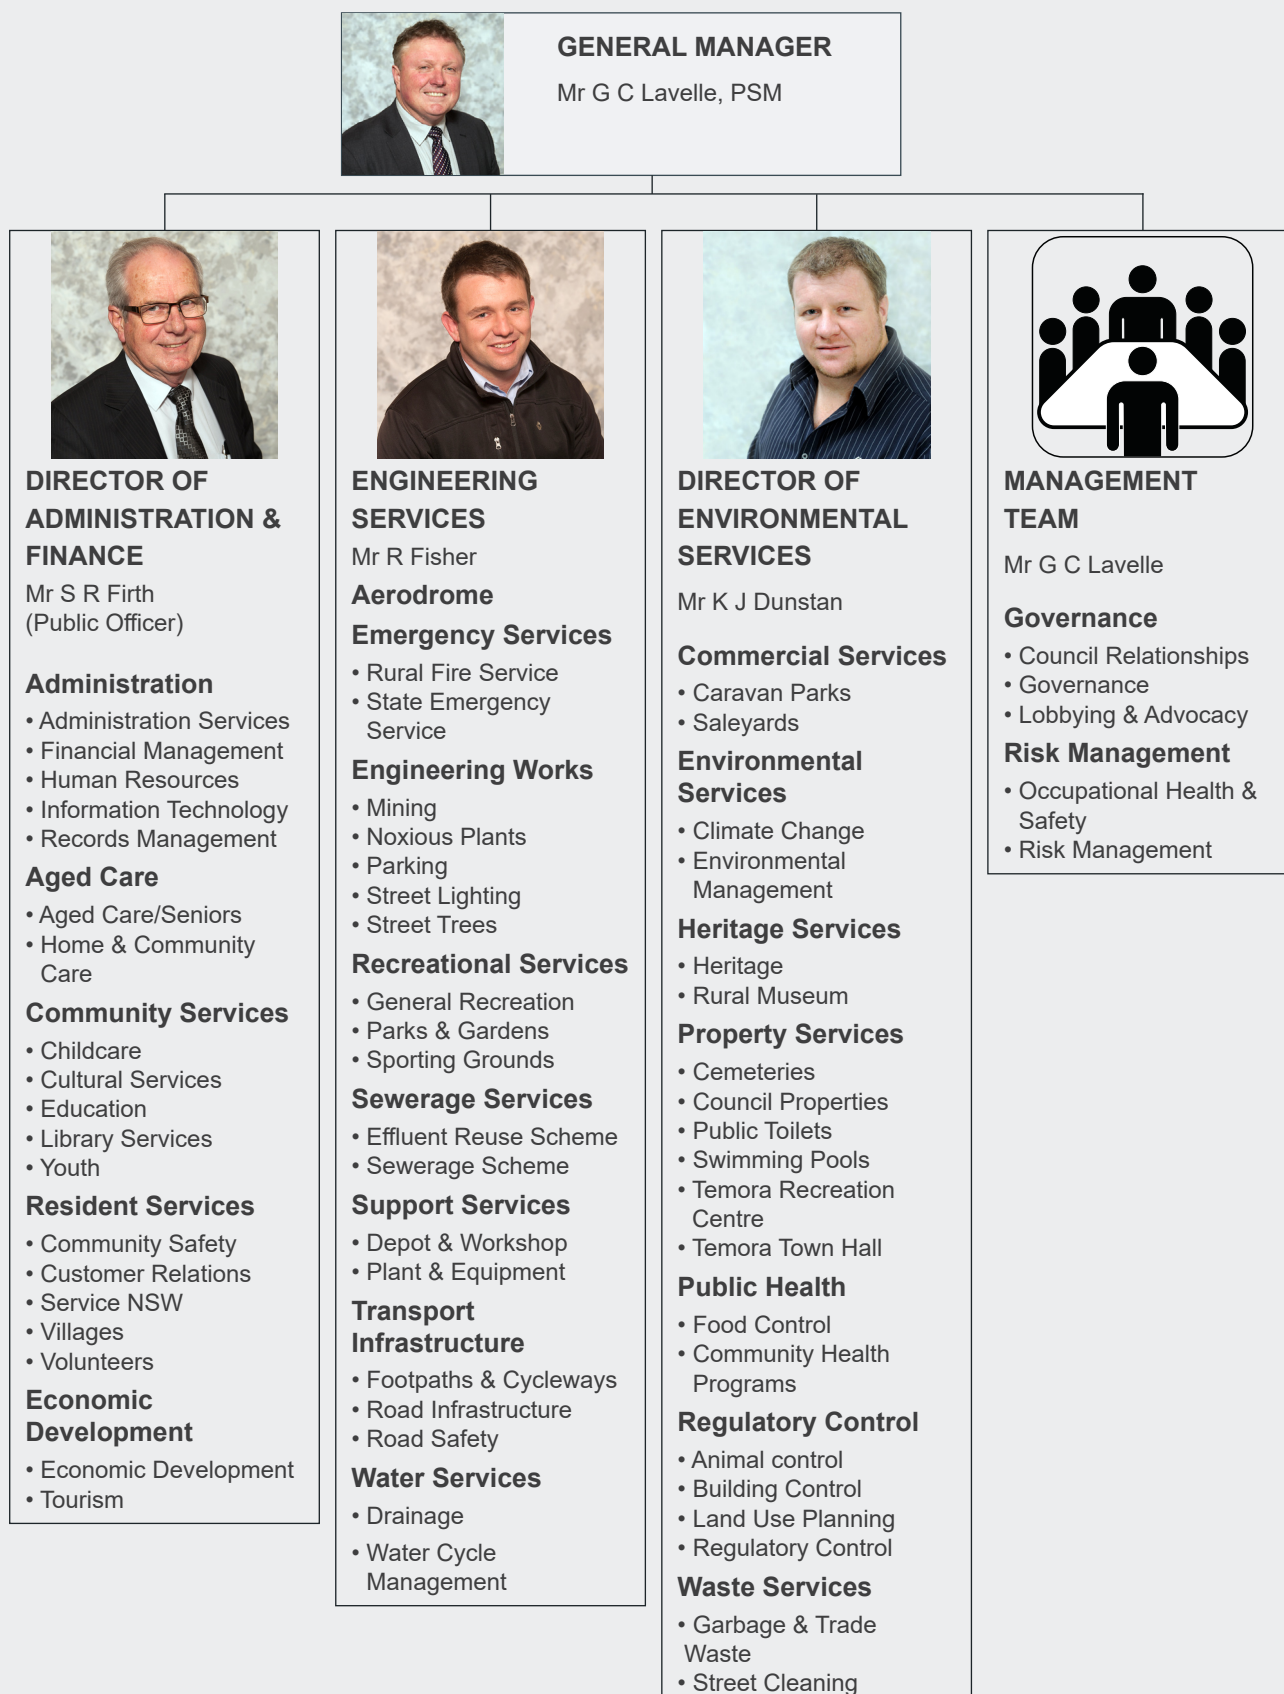 GENERAL MANAGER
Mr G C Lavelle, PSM
DIRECTOR OF
ADMINISTRATION &
FINANCE
Mr S R Firth
(Public Officer)
Administration
• Administration Services
• Financial Management
• Human Resources
• Information Technology
• Records Management
Aged Care
• Aged Care/Seniors
• Home & Community
Care
Community Services
• Childcare
• Cultural Services
• Education
• Library Services
• Youth
Resident Services
• Community Safety
• Customer Relations
• Service NSW
• Villages
• Volunteers
Economic
Development
• Economic Development
• Tourism
ENGINEERING
SERVICES
Mr R Fisher
Aerodrome
Emergency Services
• Rural Fire Service
• State Emergency
Service
Engineering Works
• Mining
• Noxious Plants
• Parking
• Street Lighting
• Street Trees
Recreational Services
• General Recreation
• Parks & Gardens
• Sporting Grounds
Sewerage Services
• Effluent Reuse Scheme
• Sewerage Scheme
Support Services
• Depot & Workshop
• Plant & Equipment
Transport
Infrastructure
• Footpaths & Cycleways
• Road Infrastructure
• Road Safety
Water Services
• Drainage
• Water Cycle
Management
DIRECTOR OF
ENVIRONMENTAL
SERVICES
Mr K J Dunstan
Commercial Services
• Caravan Parks
• Saleyards
Environmental
Services
• Climate Change
• Environmental
Management
Heritage Services
• Heritage
• Rural Museum
Property Services
• Cemeteries
• Council Properties
• Public Toilets
• Swimming Pools
• Temora Recreation
Centre
• Temora Town Hall
Public Health
• Food Control
• Community Health
Programs
Regulatory Control
• Animal control
• Building Control
• Land Use Planning
• Regulatory Control
Waste Services
• Garbage & Trade
Waste
• Street Cleaning
MANAGEMENT
TEAM
Mr G C Lavelle
Governance
• Council Relationships
• Governance
• Lobbying & Advocacy
Risk Management
• Occupational Health &
Safety
• Risk Management